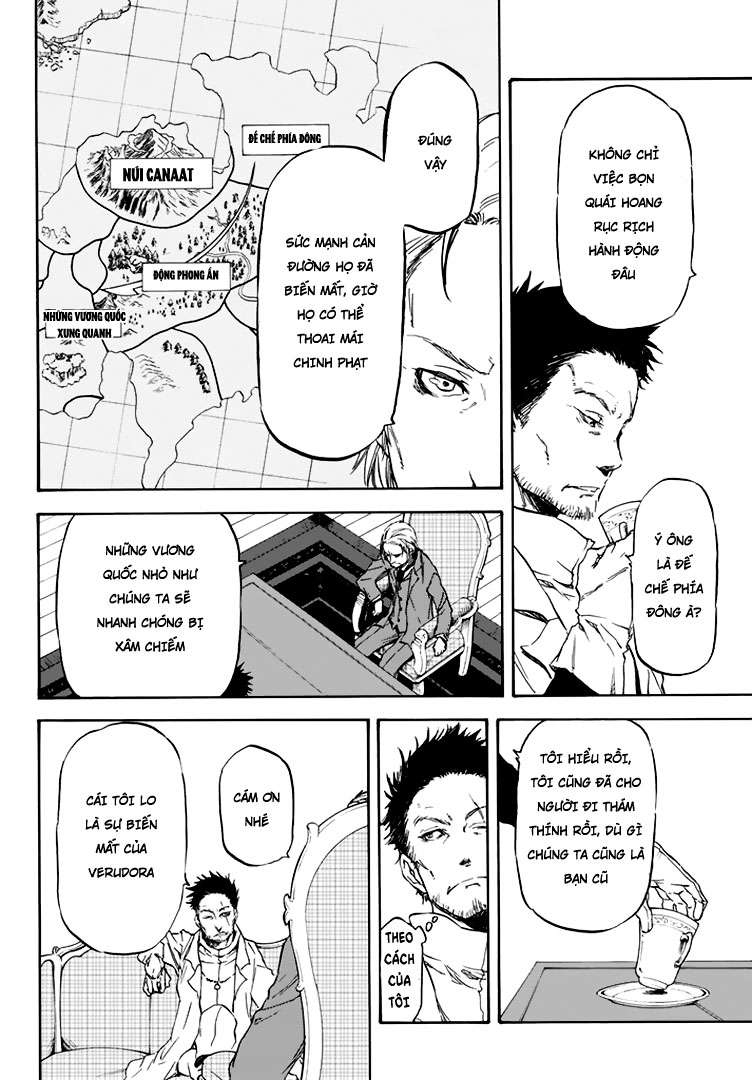 KHÔNG CHỈ
VIỆC BỌN
QUÁI HOANG
RỤC RỊCH
HÀNH ĐỘNG
ĐÂU
Ý ÔNG
LÀ ĐẾ
CHẾ PHÍA
ĐÔNG À?
ĐÚNG
VẬY
SỨC MẠNH CẢN
ĐƯỜNG HỌ ĐÃ
BIẾN MẤT, GIỜ
HỌ CÓ THỂ
THOAI MÁI
CHINH PHẠT
ĐẾ CHẾ PHÍA ĐÔNG
NÚI CANAAT
ĐỘNG PHONG ẤN
NHỮNG VƯƠNG QUỐC
XUNG QUANH
NHỮNG VƯƠNG
QUỐC NHỎ NHƯ
CHÚNG TA SẼ
NHANH CHÓNG BỊ
XÂM CHIẾM
TÔI HIỂU RỒI,
TÔI CŨNG ĐÃ CHO
NGƯỜI ĐI THÁM
THÍNH RỒI, DÙ GÌ
CHÚNG TA CŨNG LÀ
BẠN CŨ
THEO
CÁCH CỦA
TÔI
CÁM ƠN
NHÉ
CÁI TÔI LO
LÀ SỰ BIẾN
MẤT CỦA
VERUDORA